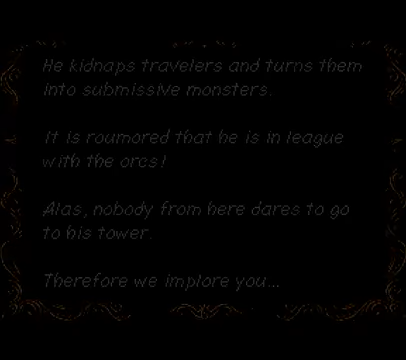 He kidnaps travelers and turns them
into submissive monsters.
It is roumored that he is in league
with the orcs!
Alas, nobody from here dares to go
to his tower.
Therefore we implore you...